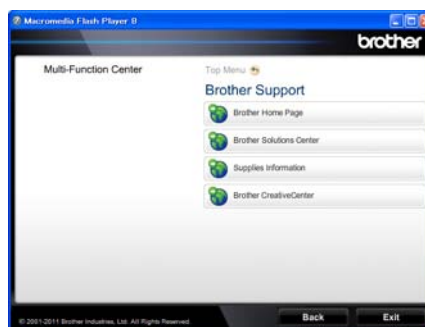 Macromedia Flash Player 8
brother
Multi-Function Center
Top Menu
Brother Support
Brother Home Page
Brother Solutions Center
Supplies Information
Brother CreativeCenter
© 2001-2011 Brother Industries, Ltd. All Rights Reserved.
Back
Exit